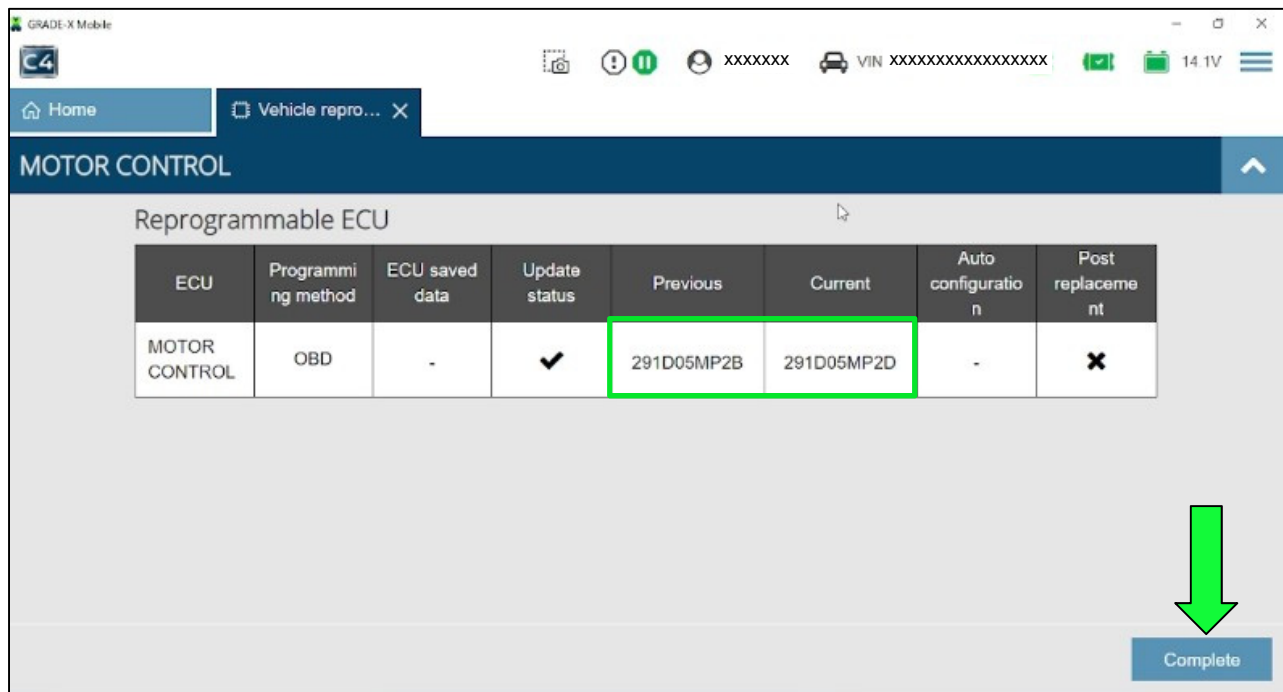 GRADE-X Mobile
C4
XXXXXXX
VIN XXXXXXXXXXXXXXXXX
14.1V
Home
Vehicle repro...
MOTOR CONTROL
Reprogrammable ECU
ECU
Programmi
ng method
ECU saved
data
Update
status
Previous
Current
Auto
configuratio
n
Post
replaceme
nt
MOTOR
CONTROL
OBD
-
291D05MP2B
291D05MP2D
-
Complete